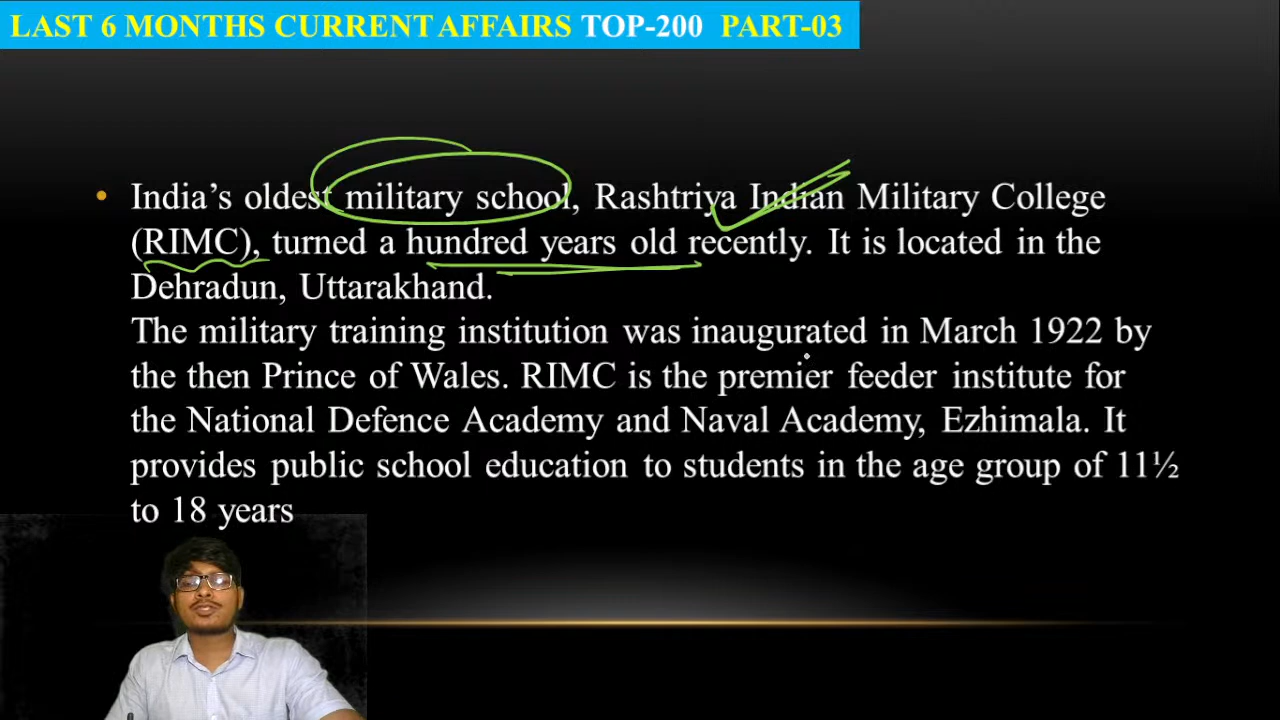 LAST 6 MONTHS CURRENT AFFAIRS TOP-200 PART-03
India's oldest military school, Rashtriya Indian Military College
(RIMC), turned a hundred years old recently. It is located in the
Dehradun, Uttarakhand.
The military training institution was inaugurated in March 1922 by
the then Prince of Wales. RIMC is the premier feeder institute for
the National Defence Academy and Naval Academy, Ezhimala. It
provides public school education to students in the age group of 11½
to 18 years